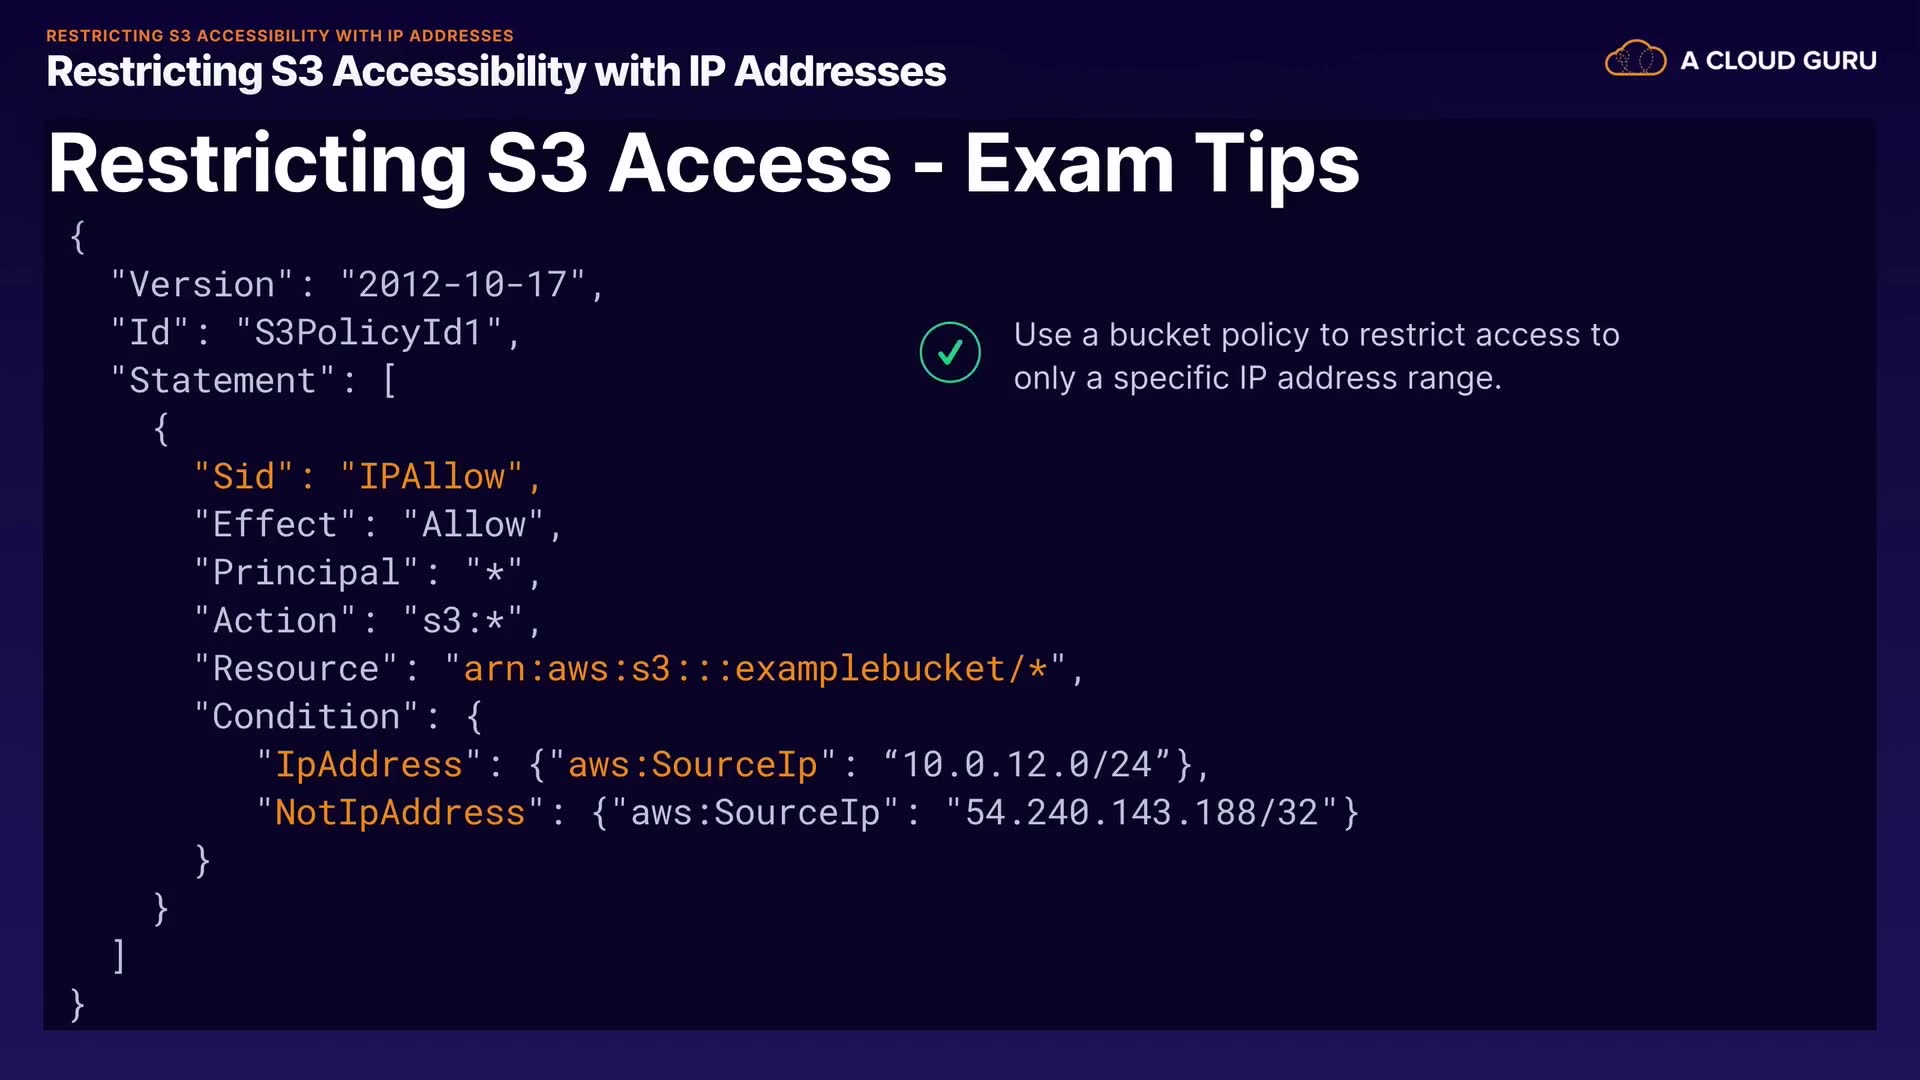 RESTRICTING S3 ACCESSIBILITY WITH IP ADDRESSES
Restricting S3 Accessibility with IP Addresses
A CLOUD GURU
Restricting S3 Access - Exam Tips
{
"Version": "2012-10-17",
"Id": "S3PolicyId1",
"Statement": [
{
"Sid": "IPAllow",
"Effect": "Allow",
"Principal": "*",
"Action": "s3:*",
"Resource": "arn:aws:s3:::examplebucket/*",
"Condition": {
"IpAddress": {"aws:SourceIp": “10.0.12.0/24”},
"NotIpAddress": {"aws:SourceIp": "54.240.143.188/32"}
}
}
]
}
Use a bucket policy to restrict access to
only a specific IP address range.